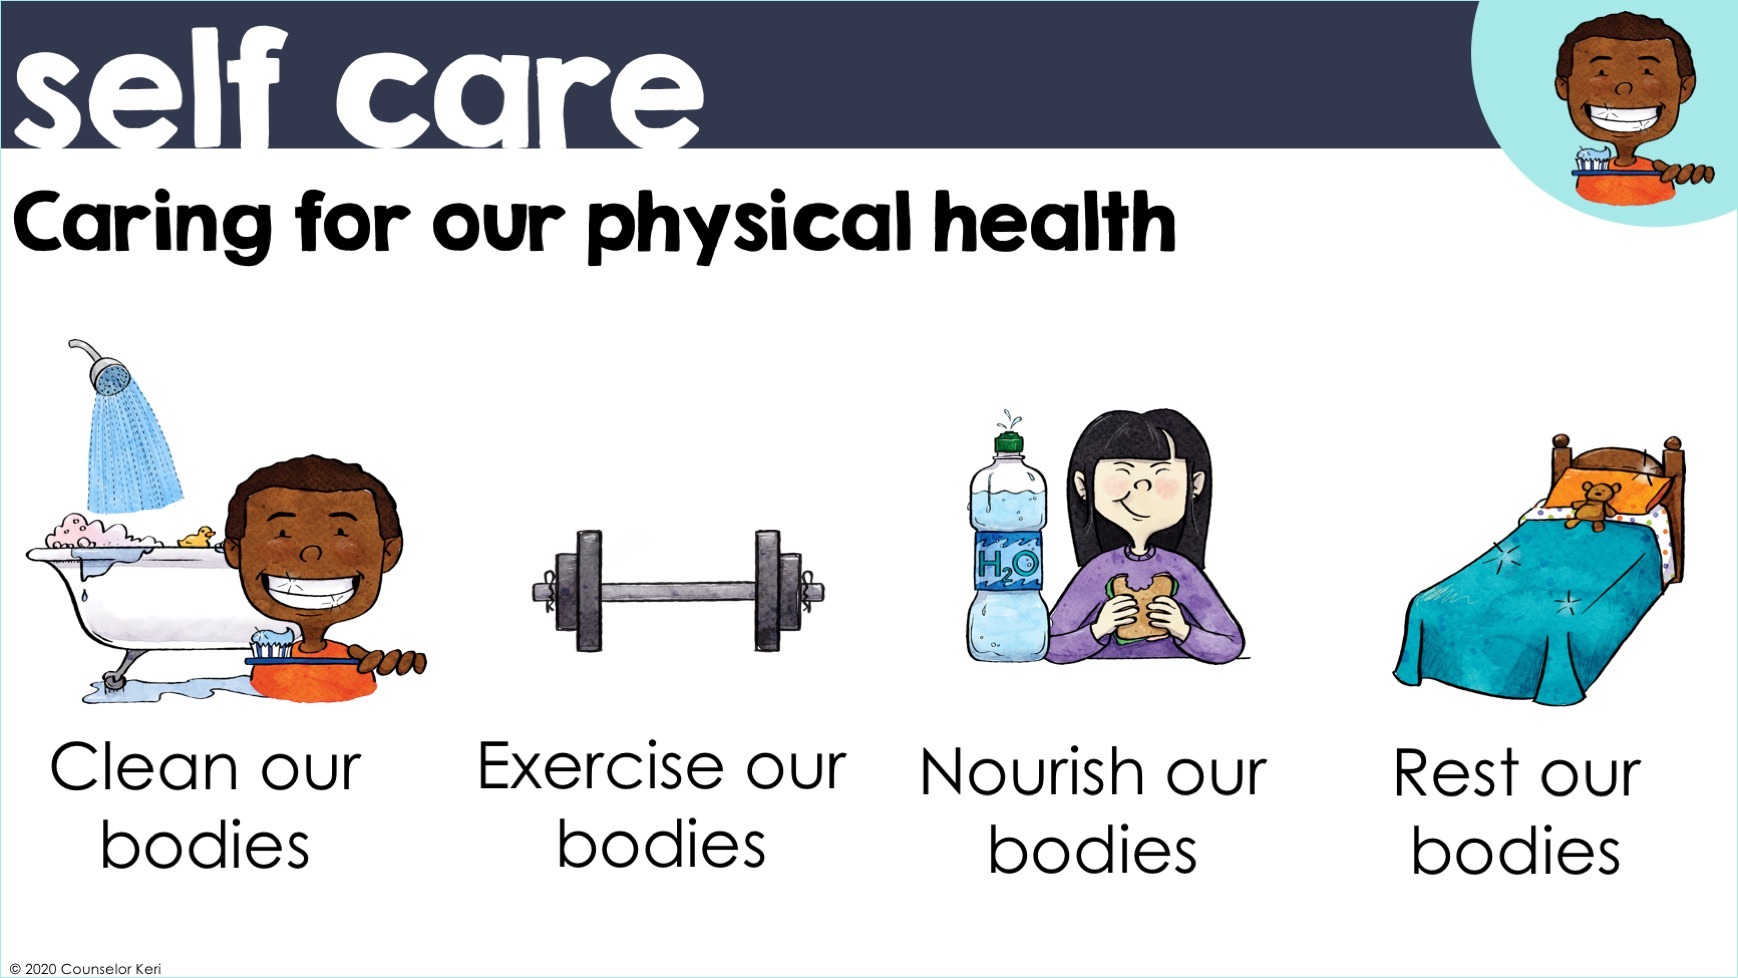 self care
Caring for our physical health
H₂O
Clean our
bodies
Exercise our
bodies
Nourish our
bodies
Rest our
bodies
© 2020 Counselor Keri